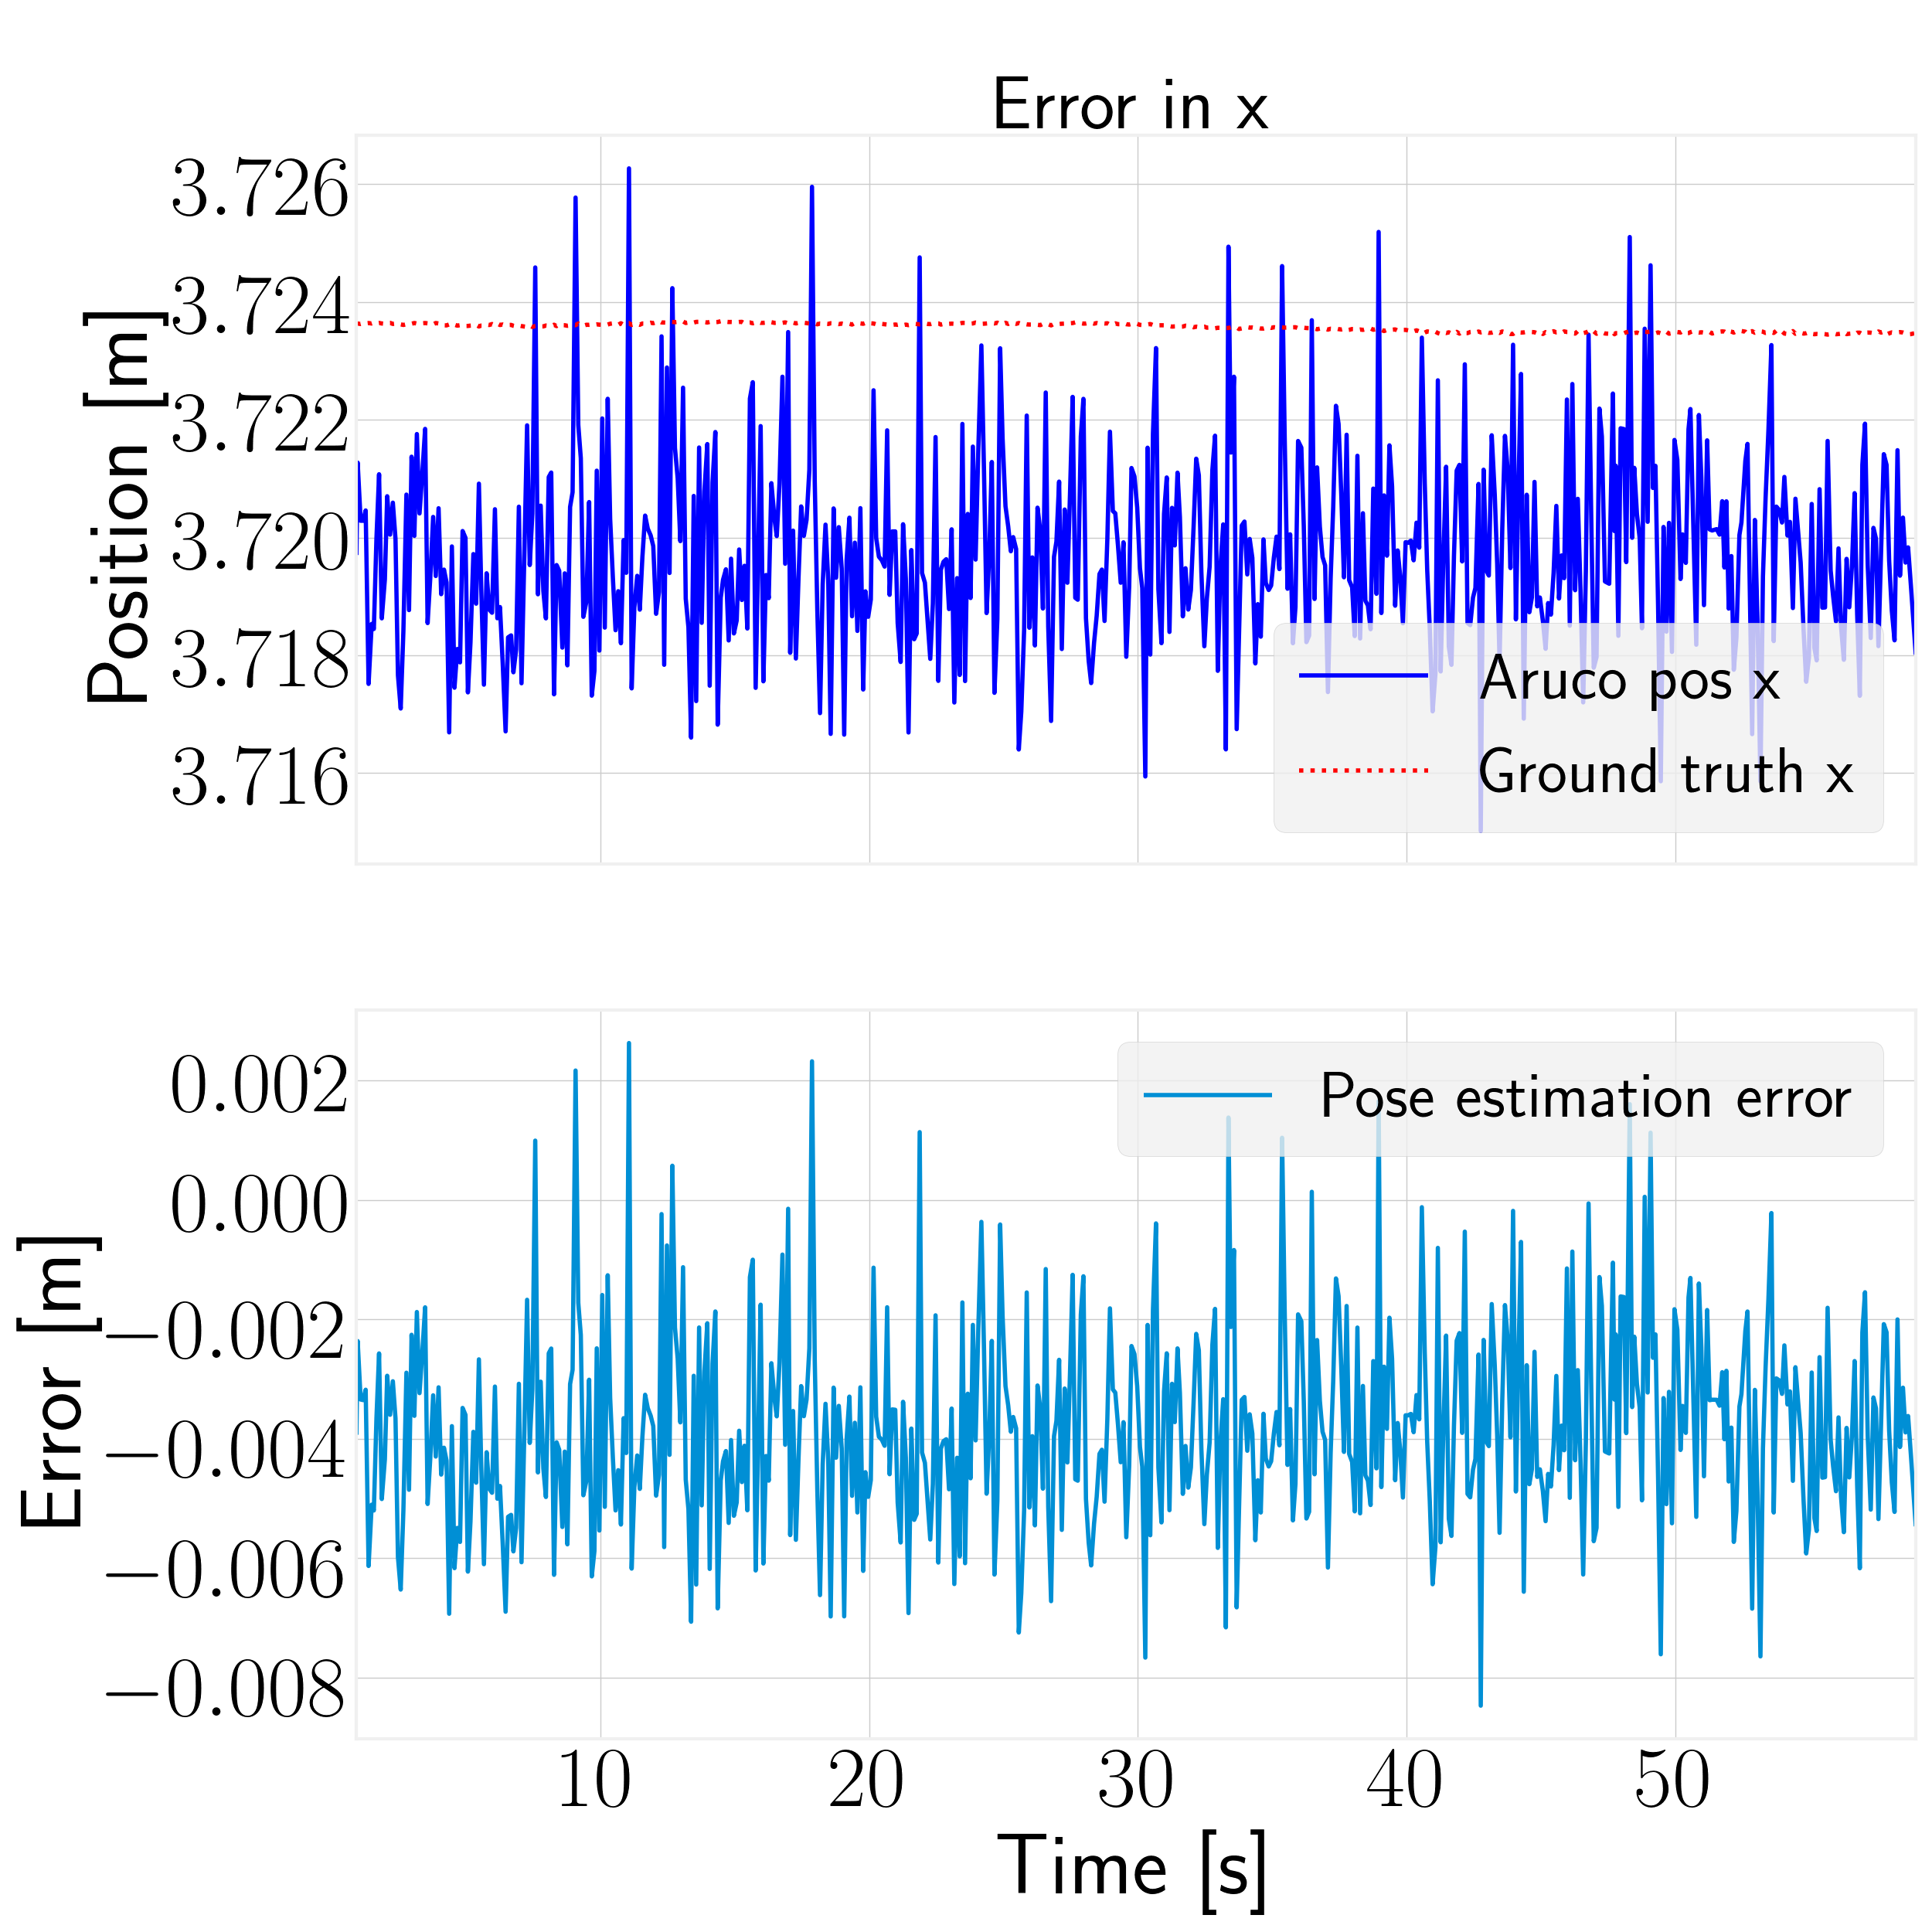 Error in x
Position [m]
3.726
3.724
3.722
3.720
3.718
3.716
Aruco pos x
Ground truth x
Error [m]
0.002
0.000
−0.002
−0.004
−0.006
−0.008
Pose estimation error
10 20 30 40 50
Time [s]